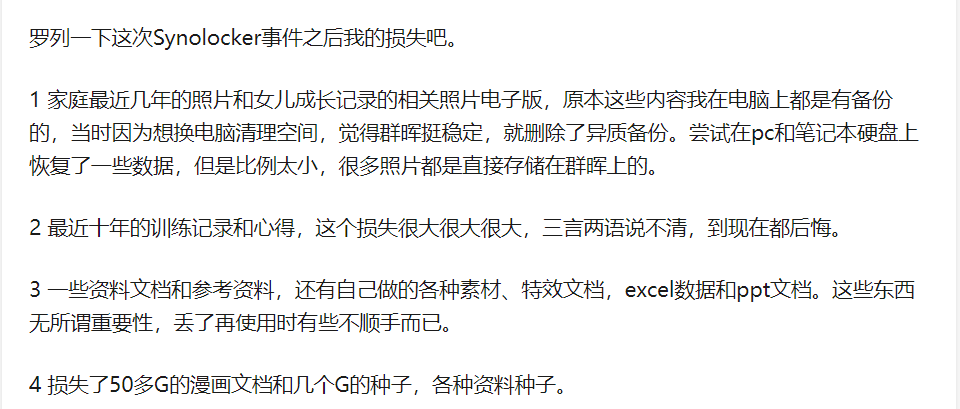 罗列一下这次Synolocker事件之后我的损失吧。
1 家庭最近几年的照片和女儿成长记录的相关照片电子版，原本这些内容我在电脑上都是有备份
的，当时因为想换电脑清理空间，觉得群晖挺稳定，就删除了异质备份。尝试在pc和笔记本硬盘上
恢复了一些数据，但是比例太小，很多照片都是直接存储在群晖上的。
2 最近十年的训练记录和心得，这个损失很大很大很大，三言两语说不清，到现在都后悔。
3 一些资料文档和参考资料，还有自己做的各种素材、特效文档，excel数据和ppt文档。这些东西
无所谓重要性，丢了再使用时有些不顺手而已。
4 损失了50多G的漫画文档和几个G的种子，各种资料种子。